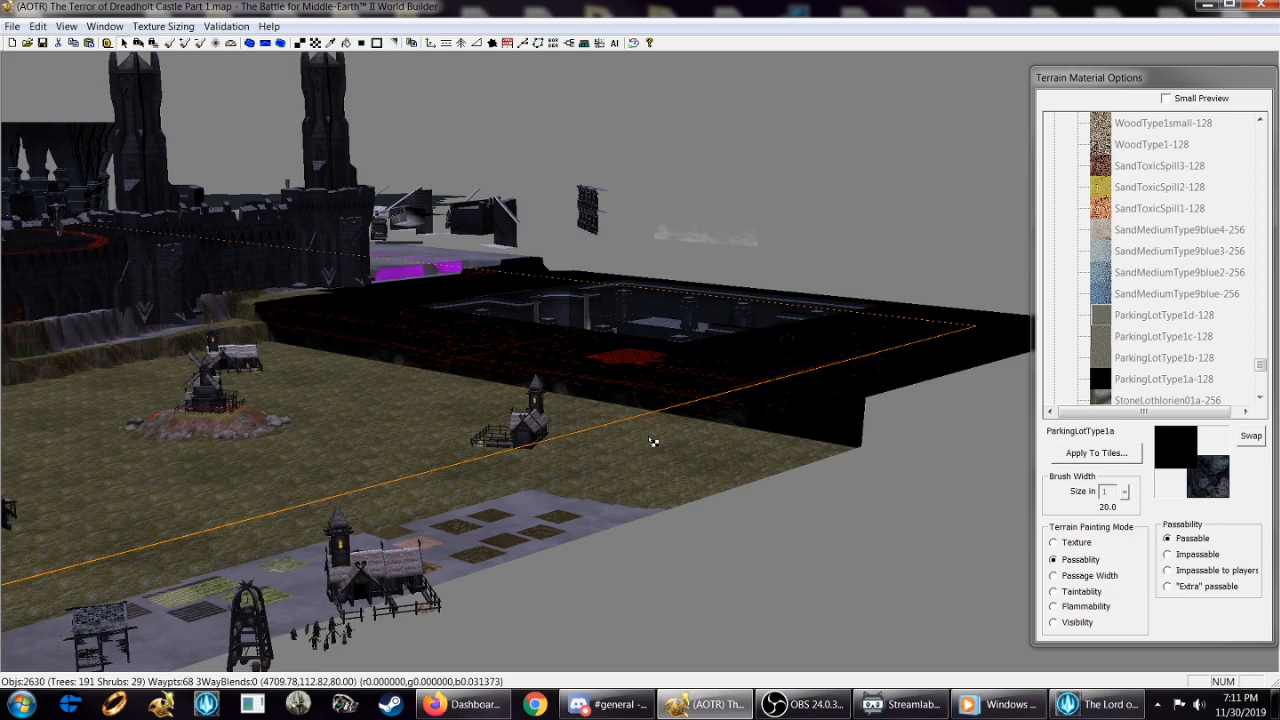 (AOTR) The Terror of Dreadholt Castle Part 1.map - The Battle for Middle-Earth™ II World Builder
File Edit View Window Texture Sizing Validation Help
AI
Terrain Material Options
Small Preview
WoodType1small-128
WoodType1-128
SandToxicSpill3-128
SandToxicSpill2-128
SandToxicSpill1-128
SandMediumType9blue4-256
SandMediumType9blue3-256
SandMediumType9blue2-256
SandMediumType9blue-256
ParkingLotType1d-128
ParkingLotType1c-128
ParkingLotType1b-128
ParkingLotType1a-128
StoneLothlorien01a-256
ParkingLotType1a
Swap
Apply To Tiles...
Brush Width
Size in 1
20.0
Terrain Painting Mode
Texture
Passablity
Passage Width
Taintablity
Flammability
Visibility
Passability
Passable
Impassable
Impassable to players
"Extra" passable
Objs:2630 (Trees: 191 Shrubs: 29) Waypts:68 3WayBlends:0 (4709.78,112.82,80.00) {r0.000000,g0.000000,b0.031373}
NUM
Dashboar...
#general -...
(AOTR) Th...
OBS 24.0.3...
Streamlab...
Windows ...
The Lord o...
7:11 PM
11/30/2019